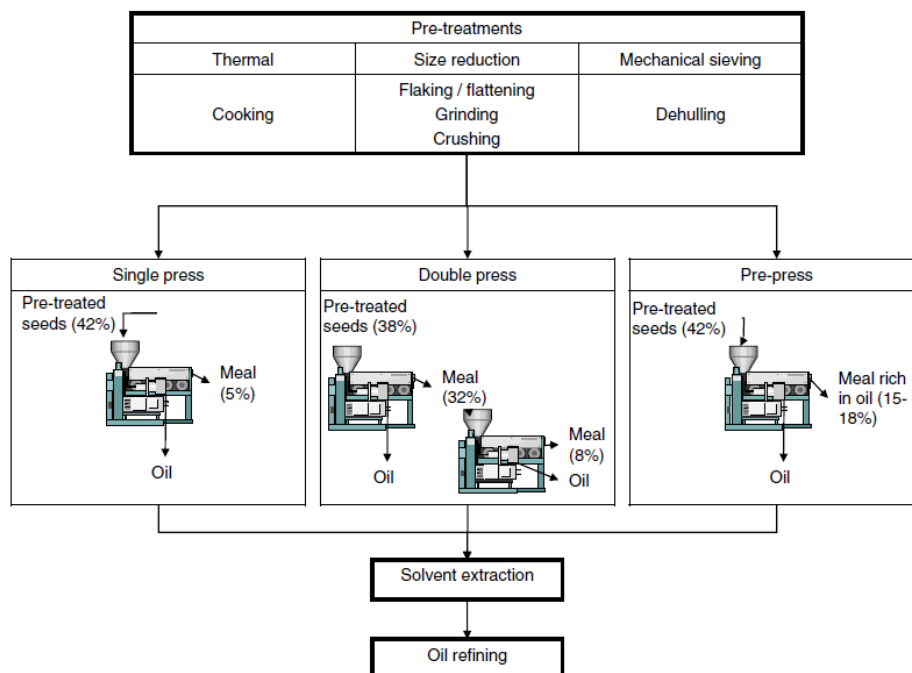 Pre-treatments
Thermal
Size reduction
Mechanical sieving
Cooking
Flaking / flattening
Grinding
Crushing
Dehulling
Single press
Pre-treated
seeds (42%)
Meal
(5%)
Oil
Double press
Pre-treated
seeds (38%)
Meal
(32%)
Oil
Meal
(8%)
Oil
Pre-press
Pre-treated
seeds (42%)
Meal rich
in oil (15-
18%)
Oil
Solvent extraction
Oil refining